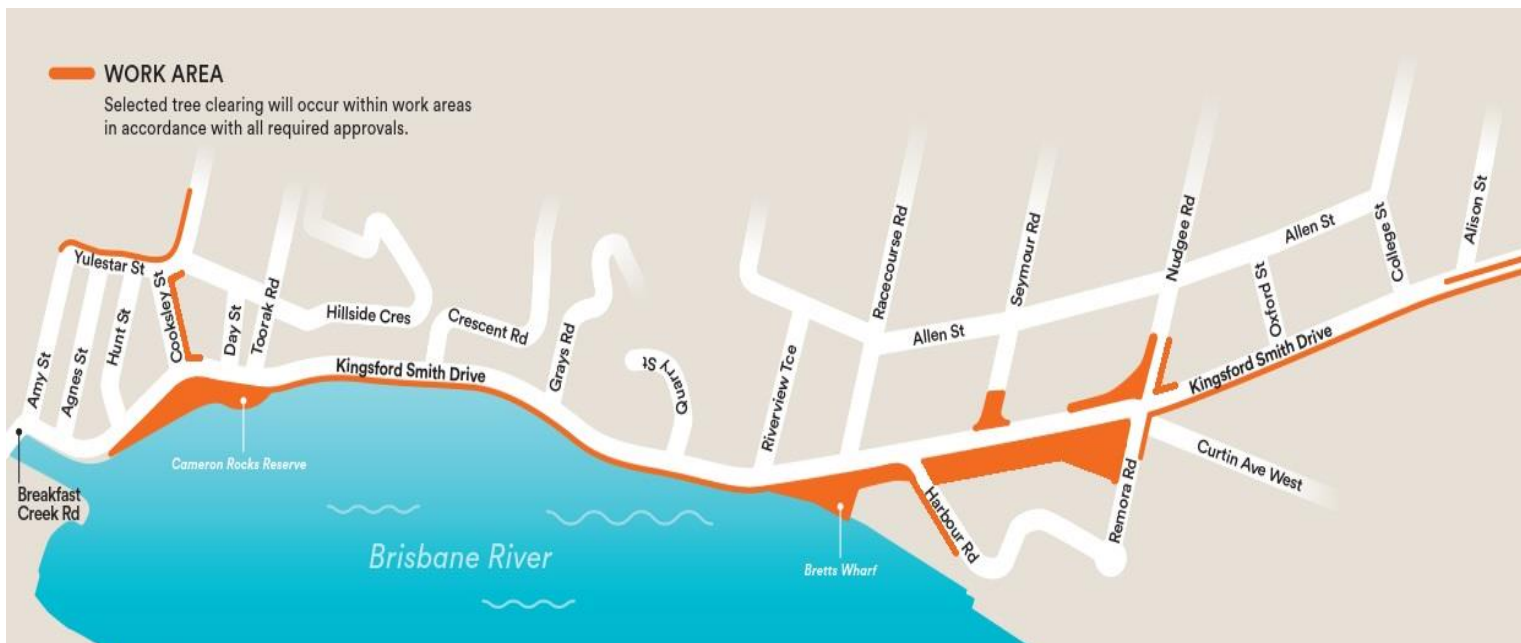 WORK AREA
Selected tree clearing will occur within work areas
in accordance with all required approvals.
Yulestar St
Amy St
Agnes St
Hunt St
Cooksley St
Day St
Toorak Rd
Hillside Cres
Crescent Rd
Grays Rd
Quarry St
Kingsford Smith Drive
Riverview Tce
Racecourse Rd
Allen St
Seymour Rd
Nudgee Rd
Allen St
Oxford St
College St
Alison St
Kingsford Smith Drive
Curtin Ave West
Remora Rd
Harbour Rd
Cameron Rocks Reserve
Bretts Wharf
Breakfast
Creek Rd
Brisbane River